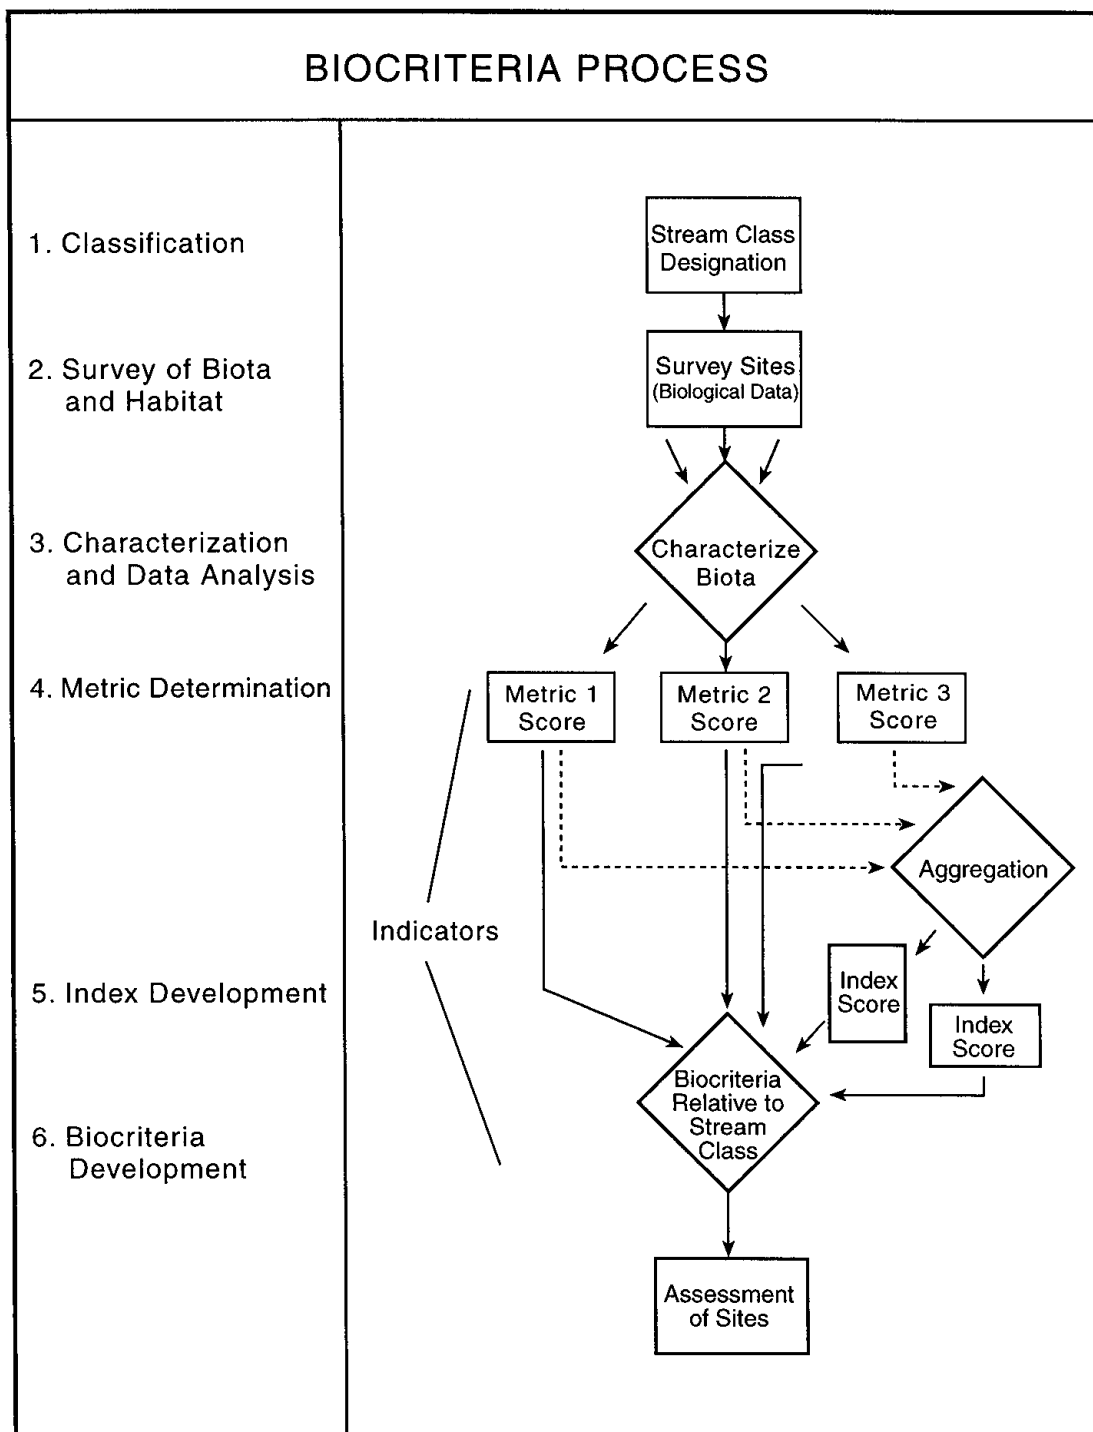 BIOCRITERIA PROCESS
1. Classification
Stream Class
Designation
2. Survey of Biota
and Habitat
Survey Sites
(Biological Data)
3. Characterization
and Data Analysis
Characterize
Biota
4. Metric Determination
Metric 1
Score
Metric 2
Score
Metric 3
Score
Aggregation
Indicators
5. Index Development
Index
Score
Index
Score
6. Biocriteria
Development
Biocriteria
Relative to
Stream
Class
Assessment
of Sites